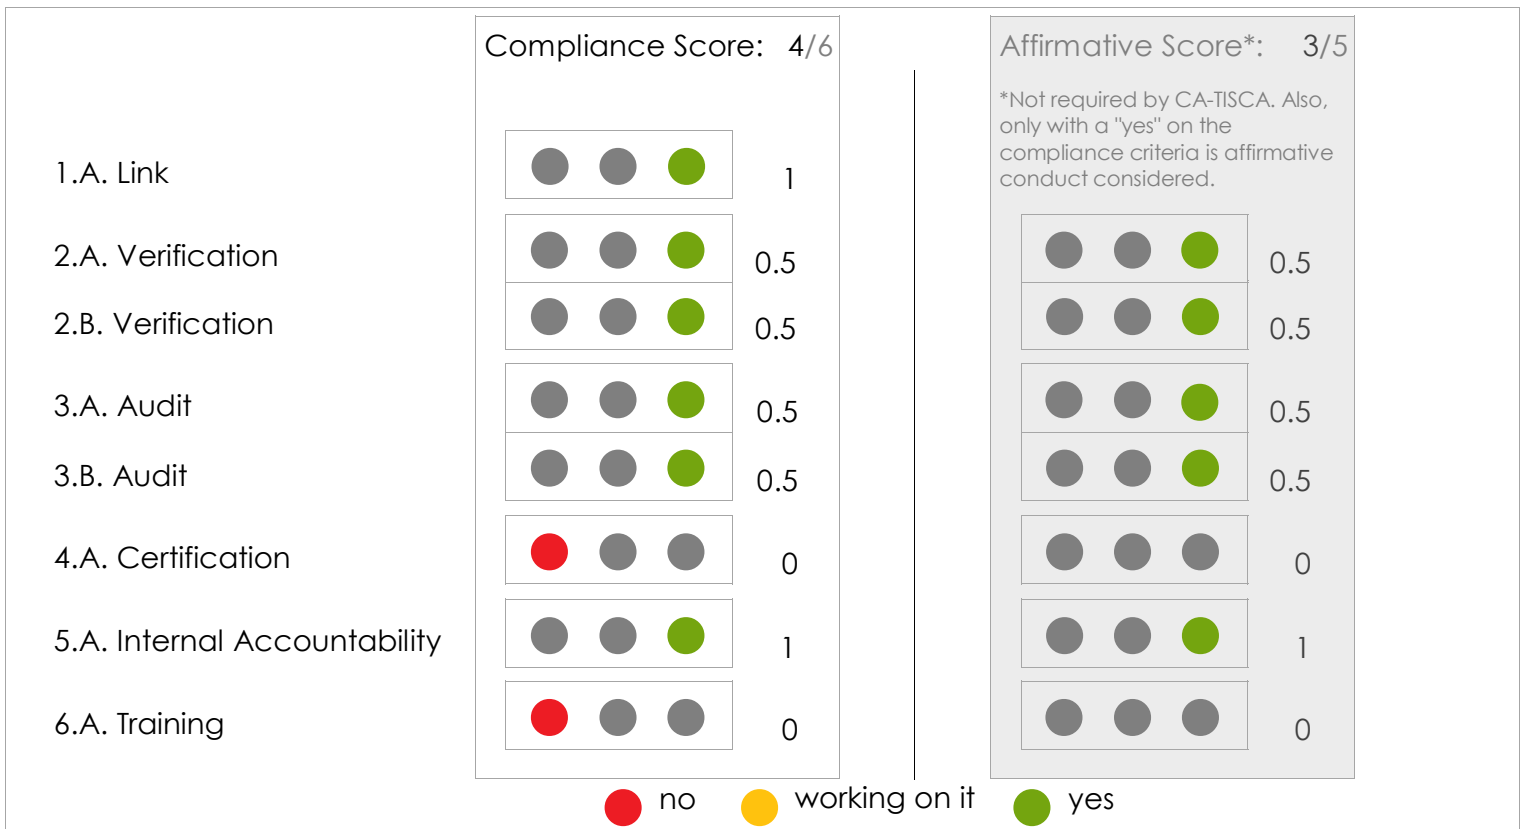 Compliance Score: 4/6
Affirmative Score*: 3/5
*Not required by CA-TISCA. Also,
only with a "yes" on the
compliance criteria is affirmative
conduct considered.
1.A. Link 1
2.A. Verification 0.5 0.5
2.B. Verification 0.5 0.5
3.A. Audit 0.5 0.5
3.B. Audit 0.5 0.5
4.A. Certification 0 0
5.A. Internal Accountability 1 1
6.A. Training 0 0
no working on it yes